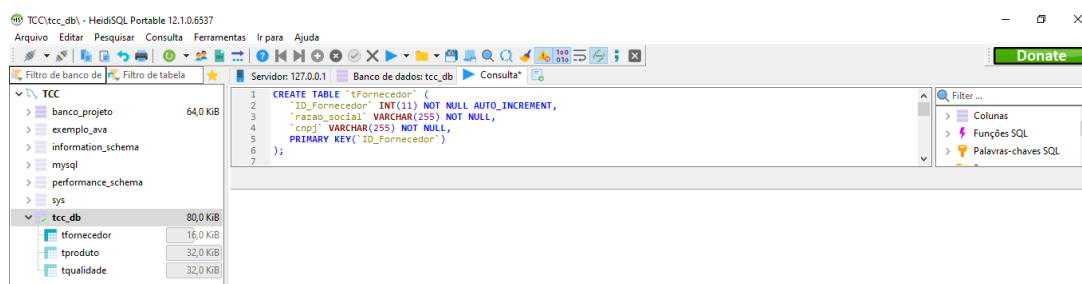 TCC\tcc_db\ - HeidiSQL Portable 12.1.0.6537
Arquivo Editar Pesquisar Consulta Ferramentas Ir para Ajuda
Donate
Filtro de banco de Filtro de tabela Servidor: 127.0.0.1 Banco de dados: tcc_db Consulta*
TCC
banco_projeto 64,0 KiB
exemplo_ava
information_schema
mysql
performance_schema
sys
tcc_db 80,0 KiB
tfornecedor 16,0 KiB
tproduto 32,0 KiB
tqualidade 32,0 KiB
1 CREATE TABLE `tFornecedor` (
2 `ID_Fornecedor` INT(11) NOT NULL AUTO_INCREMENT,
3 `razao_social` VARCHAR(255) NOT NULL,
4 `cnpj` VARCHAR(255) NOT NULL,
5 PRIMARY KEY(`ID_Fornecedor`)
6 );
7
Filter ...
Colunas
Funções SQL
Palavras-chaves SQL